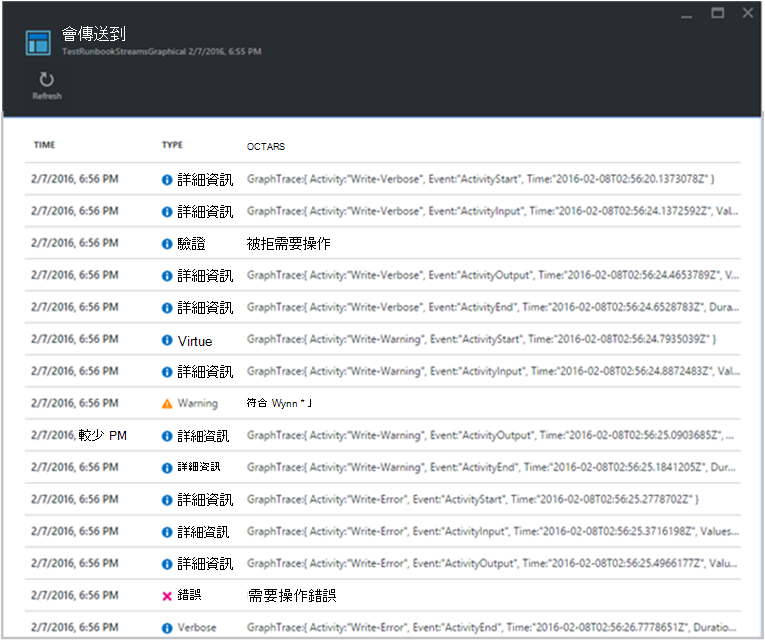 會傳送到
TestRunbookStreamsGraphical 2/7/2016, 6:55 PM
Refresh
TIME TYPE OCTARS
2/7/2016, 6:56 PM 詳細資訊 GraphTrace:{ Activity:"Write-Verbose", Event:"ActivityStart", Time:"2016-02-08T02:56:20.1373078Z" }
2/7/2016, 6:56 PM 詳細資訊 GraphTrace:{ Activity:"Write-Verbose", Event:"ActivityInput", Time:"2016-02-08T02:56:24.1372592Z", Val...
2/7/2016, 6:56 PM 驗證 被拒需要操作
2/7/2016, 6:56 PM 詳細資訊 GraphTrace:{ Activity:"Write-Verbose", Event:"ActivityOutput", Time:"2016-02-08T02:56:24.4653789Z", V...
2/7/2016, 6:56 PM 詳細資訊 GraphTrace:{ Activity:"Write-Verbose", Event:"ActivityEnd", Time:"2016-02-08T02:56:24.6528783Z", Dura...
2/7/2016, 6:56 PM Virtue GraphTrace:{ Activity:"Write-Warning", Event:"ActivityStart", Time:"2016-02-08T02:56:24.7935039Z" }
2/7/2016, 6:56 PM 詳細資訊 GraphTrace:{ Activity:"Write-Warning", Event:"ActivityInput", Time:"2016-02-08T02:56:24.8872483Z", Val...
2/7/2016, 6:56 PM Warning 符合 Wynn *」
2/7/2016, 較少 PM 詳細資訊 GraphTrace:{ Activity:"Write-Warning", Event:"ActivityOutput", Time:"2016-02-08T02:56:25.0903685Z", ...
2/7/2016, 6:56 PM 詳細資訊 GraphTrace:{ Activity:"Write-Warning", Event:"ActivityEnd", Time:"2016-02-08T02:56:25.1841205Z", Dur...
2/7/2016, 6:56 PM 詳細資訊 GraphTrace:{ Activity:"Write-Error", Event:"ActivityStart", Time:"2016-02-08T02:56:25.2778702Z" }
2/7/2016, 6:56 PM 詳細資訊 GraphTrace:{ Activity:"Write-Error", Event:"ActivityInput", Time:"2016-02-08T02:56:25.3716198Z", Values...
2/7/2016, 6:56 PM 詳細資訊 GraphTrace:{ Activity:"Write-Error", Event:"ActivityOutput", Time:"2016-02-08T02:56:25.4966177Z", Valu...
2/7/2016, 6:56 PM 錯誤 需要操作錯誤
2/7/2016, 6:56 PM Verbose GraphTrace:{ Activity:"Write-Error", Event:"ActivityEnd", Time:"2016-02-08T02:56:26.7778651Z", Duratio...